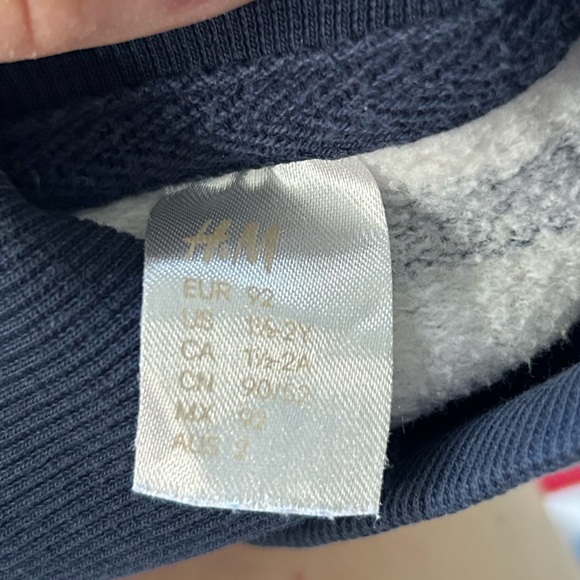 H&M
EUR 92
US 1½-2Y
CA 1½-2A
CN 90/52
MX 92
AUS 2